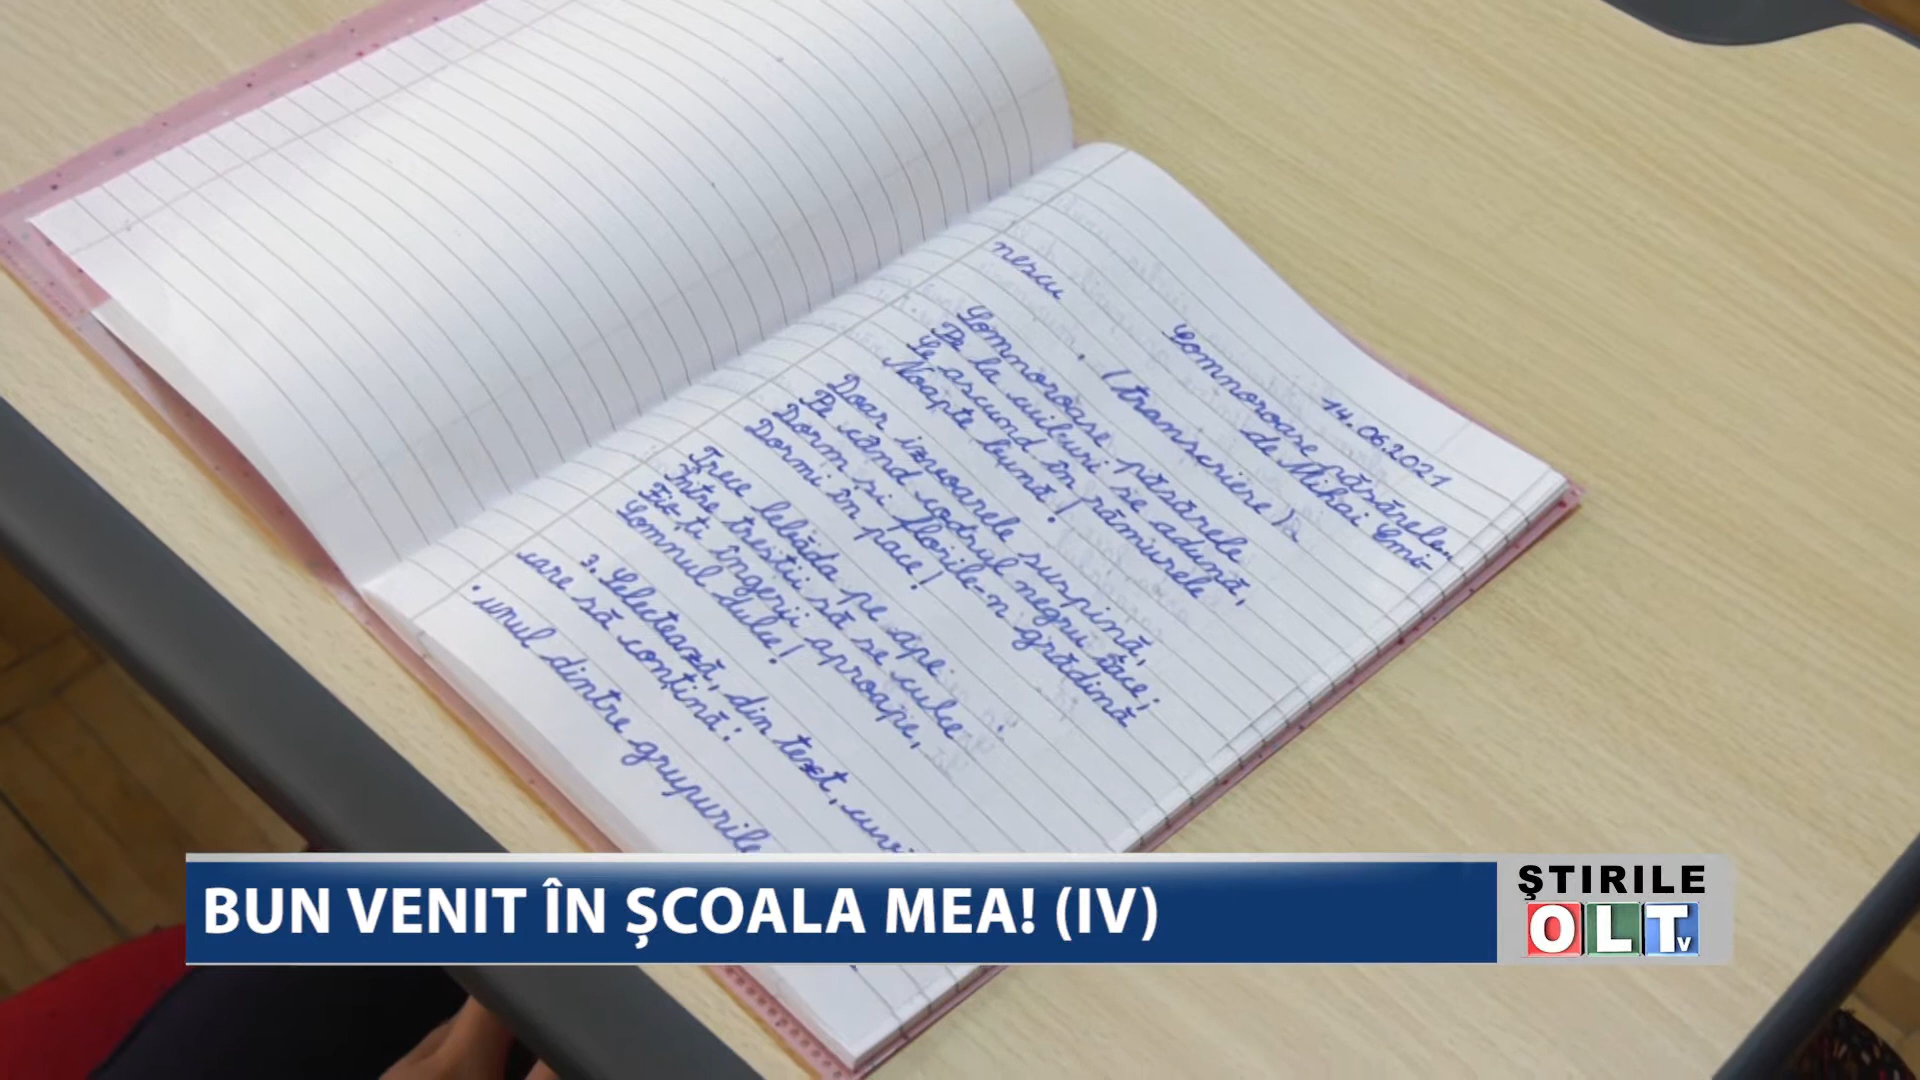 14.06.2021
Somnoroase păsărele...
de Mihai Emi-
nescu
. (transcriere)
Somnoroase păsărele
Pe la cuiburi se adună,
Se ascund în rămurele
Noapte bună!
Doar izvoarele suspină,
Pe când codrul negru tace;
Dorm și florile-n grădină
Dormi în pace!
Trece lebăda pe ape
Între trestii să se culce
Fie-ți îngerii aproape,
Somnul dulce!
3. Selectează, din text, cuvi
care să conțină:
. unul dintre grupurile
BUN VENIT ÎN ȘCOALA MEA! (IV)
ŞTIRILE
OLT
v